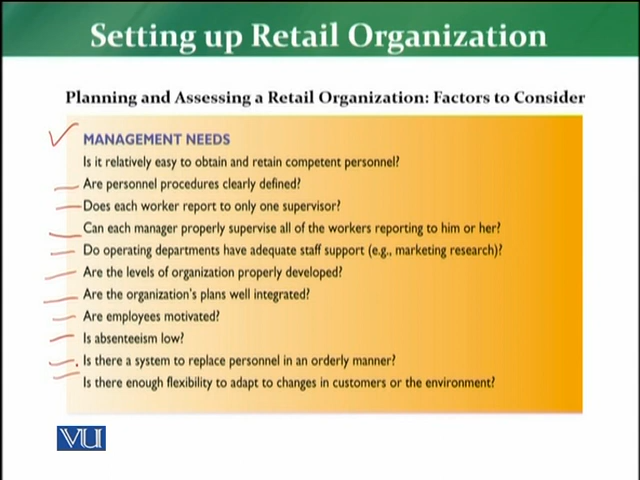 Setting up Retail Organization
Planning and Assessing a Retail Organization: Factors to Consider
MANAGEMENT NEEDS
Is it relatively easy to obtain and retain competent personnel?
Are personnel procedures clearly defined?
Does each worker report to only one supervisor?
Can each manager properly supervise all of the workers reporting to him or her?
Do operating departments have adequate staff support (e.g., marketing research)?
Are the levels of organization properly developed?
Are the organization's plans well integrated?
Are employees motivated?
Is absenteeism low?
Is there a system to replace personnel in an orderly manner?
Is there enough flexibility to adapt to changes in customers or the environment?
VU